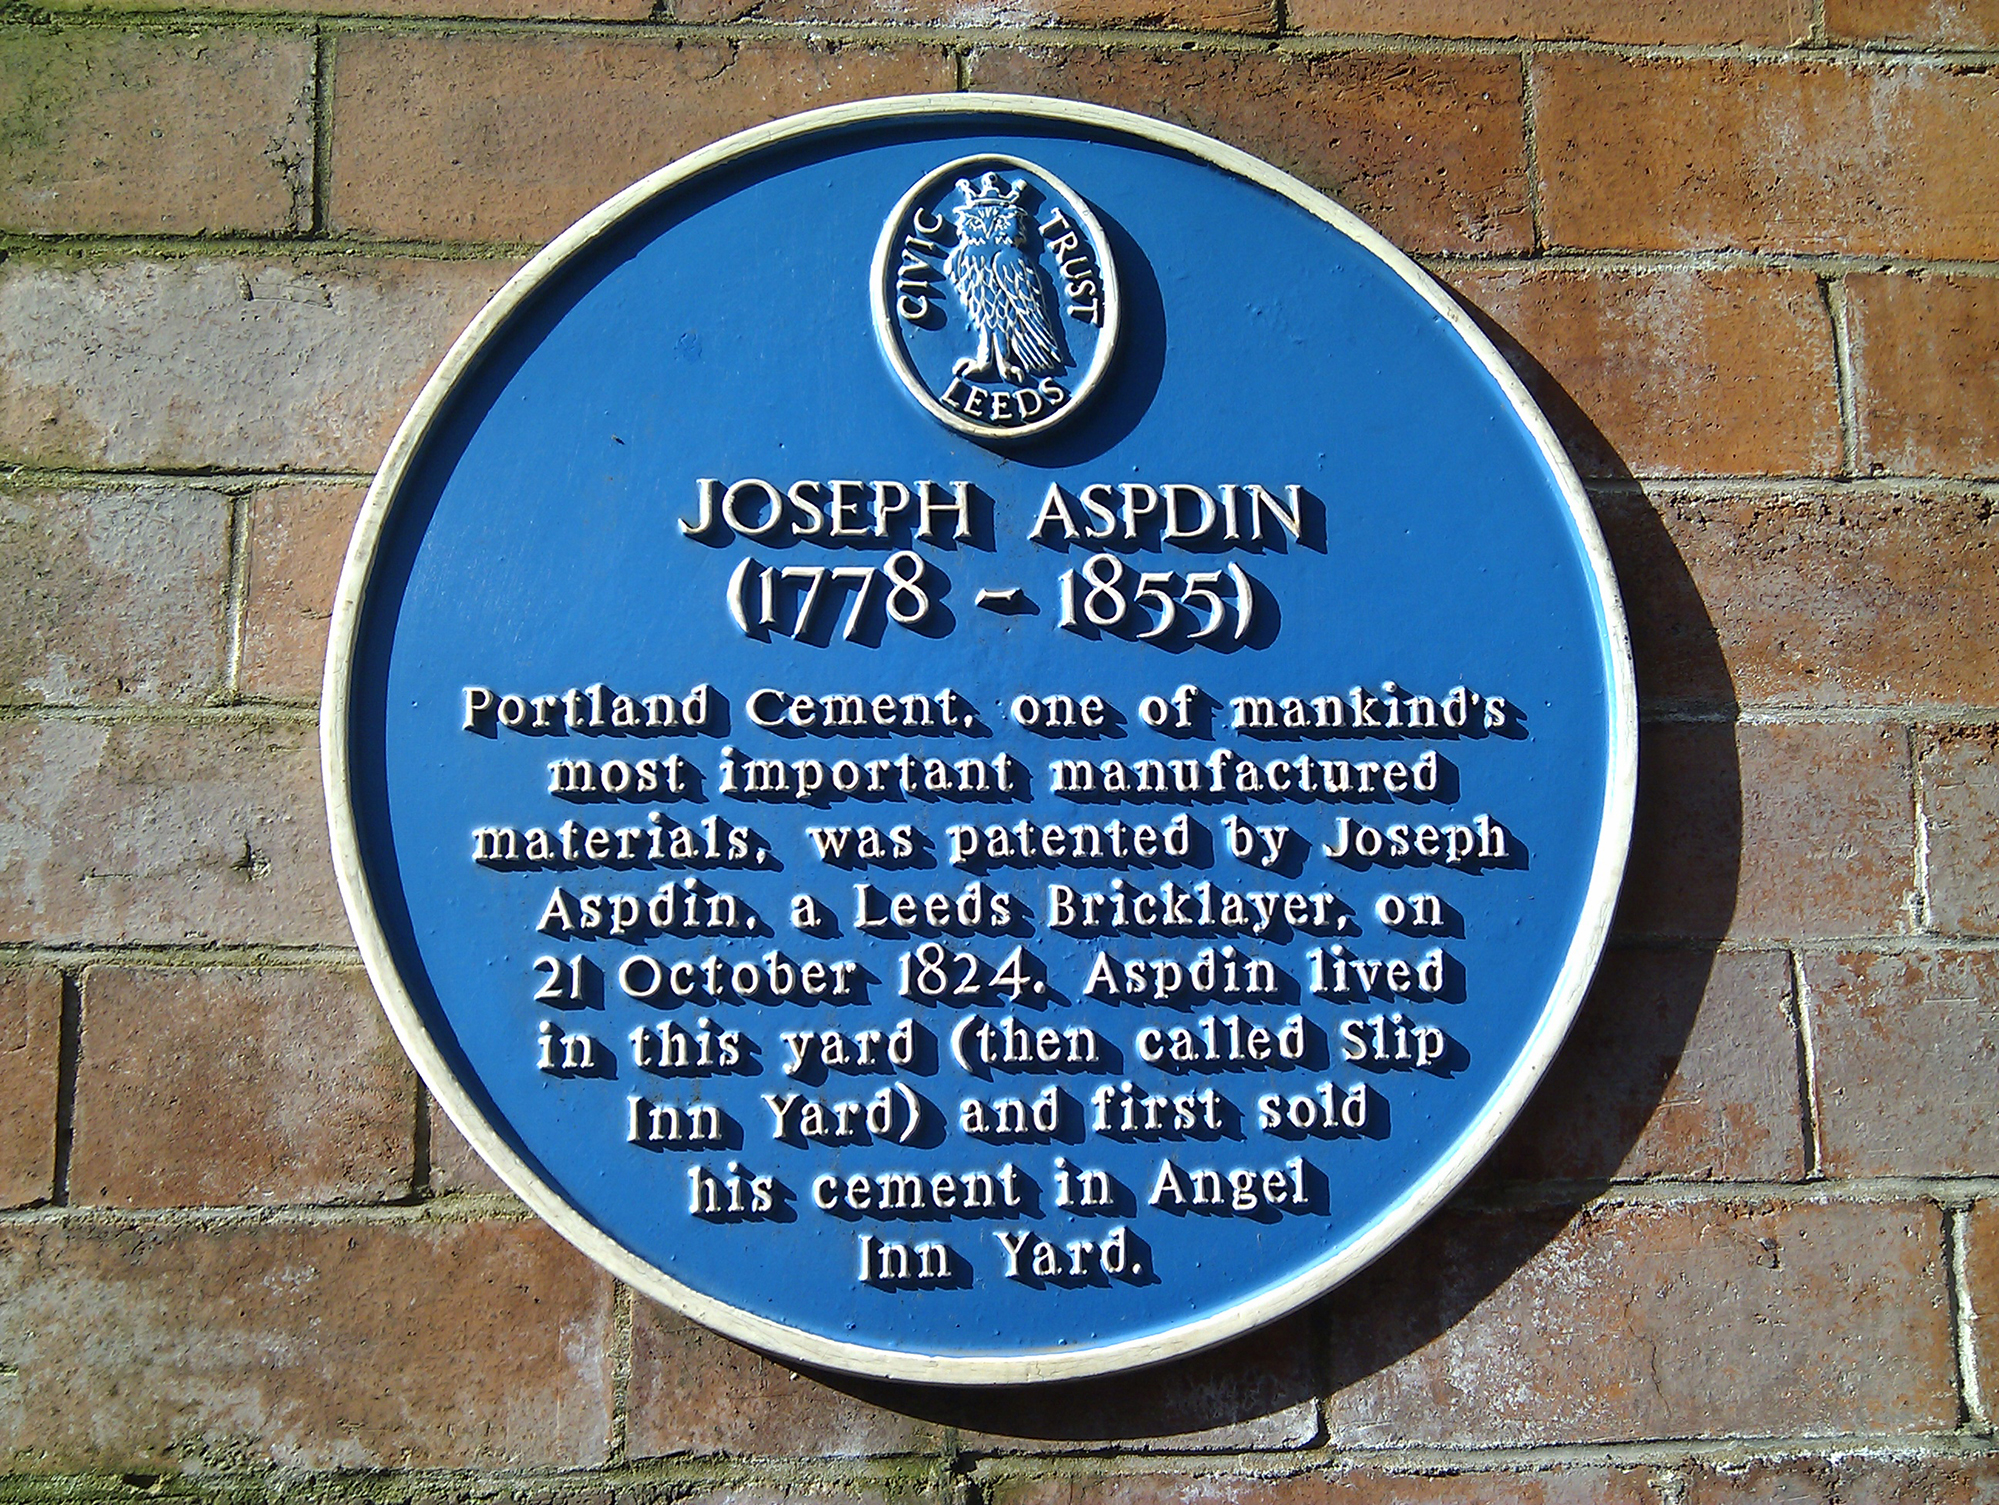 CIVIC TRUST
LEEDS
JOSEPH ASPDIN
(1778 - 1855)
Portland Cement, one of mankind's
most important manufactured
materials, was patented by Joseph
Aspdin, a Leeds Bricklayer, on
21 October 1824. Aspdin lived
in this yard (then called Slip
Inn Yard) and first sold
his cement in Angel
Inn Yard.